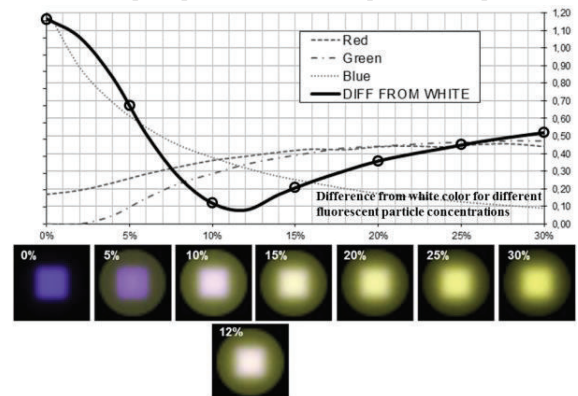 1,20
1,10
1,00
0,90
0,80
0,70
0,60
0,50
0,40
0,30
0,20
0,10
0,00
Red
Green
Blue
DIFF FROM WHITE
Difference from white color for different
fluorescent particle concentrations
0% 5% 10% 15% 20% 25% 30%
0% 5% 10% 15% 20% 25% 30%
12%